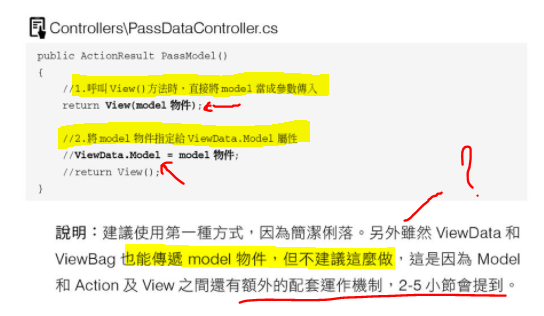 Controllers\PassDataController.cs
public ActionResult PassModel()
{
//1.呼叫 View()方法時，直接將 model 當成參數傳入
return View(model 物件);
//2.將 model 物件指定給 ViewData.Model 屬性
//ViewData.Model = model 物件;
//return View();
}
?
說明：建議使用第一種方式，因為簡潔俐落。另外雖然 ViewData 和
ViewBag 也能傳遞 model 物件，但不建議這麼做，這是因為 Model
和 Action 及 View 之間還有額外的配套運作機制，2-5 小節會提到。